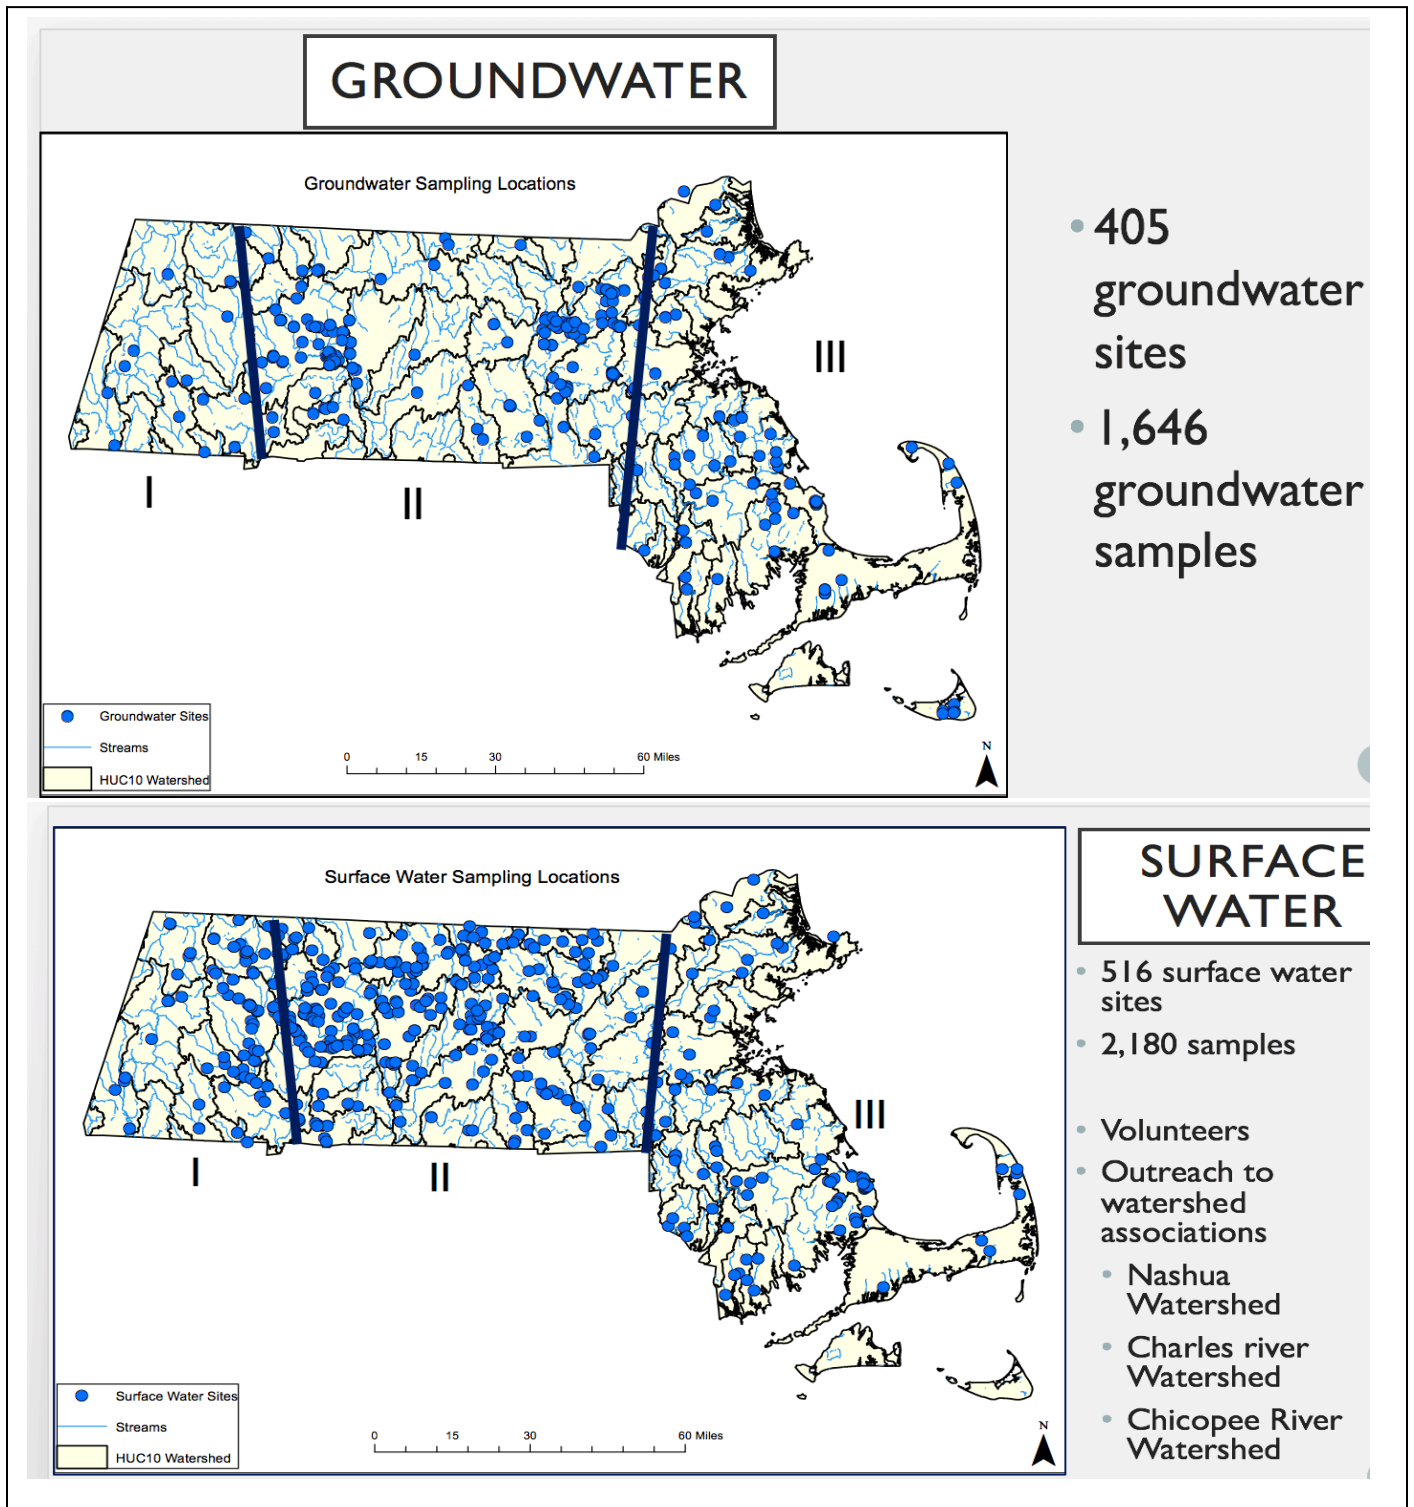 GROUNDWATER
Groundwater Sampling Locations
I
II
III
Groundwater Sites
Streams
HUC10 Watershed
0 15 30 60 Miles
N
• 405
groundwater
sites
• 1,646
groundwater
samples
Surface Water Sampling Locations
I
II
III
Surface Water Sites
Streams
HUC10 Watershed
0 15 30 60 Miles
N
SURFACE
WATER
• 516 surface water
sites
• 2,180 samples
• Volunteers
• Outreach to
watershed
associations
• Nashua
Watershed
• Charles river
Watershed
• Chicopee River
Watershed